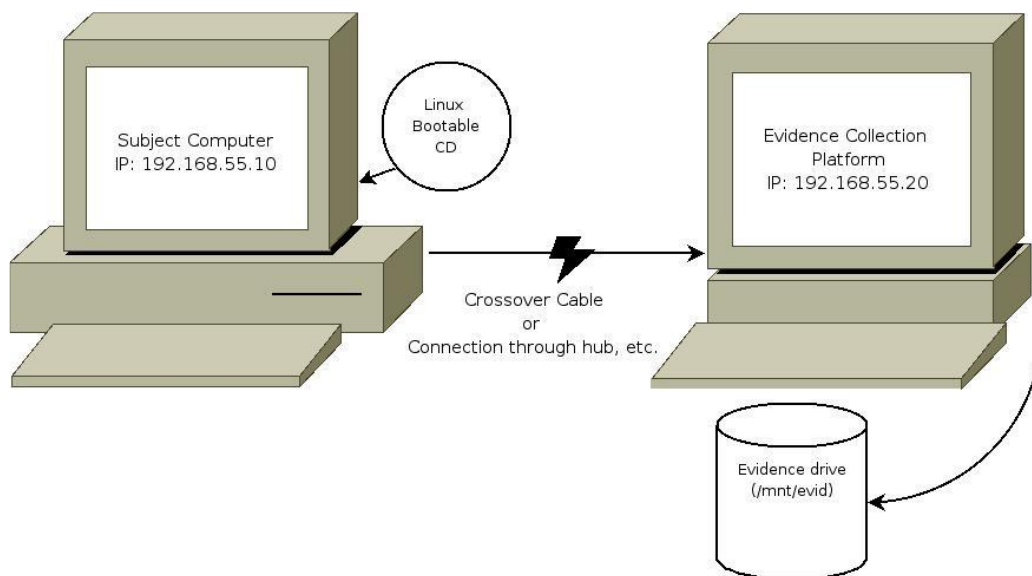 Subject Computer
IP: 192.168.55.10
Linux
Bootable
CD
Evidence Collection
Platform
IP: 192.168.55.20
Crossover Cable
or
Connection through hub, etc.
Evidence drive
(/mnt/evid)